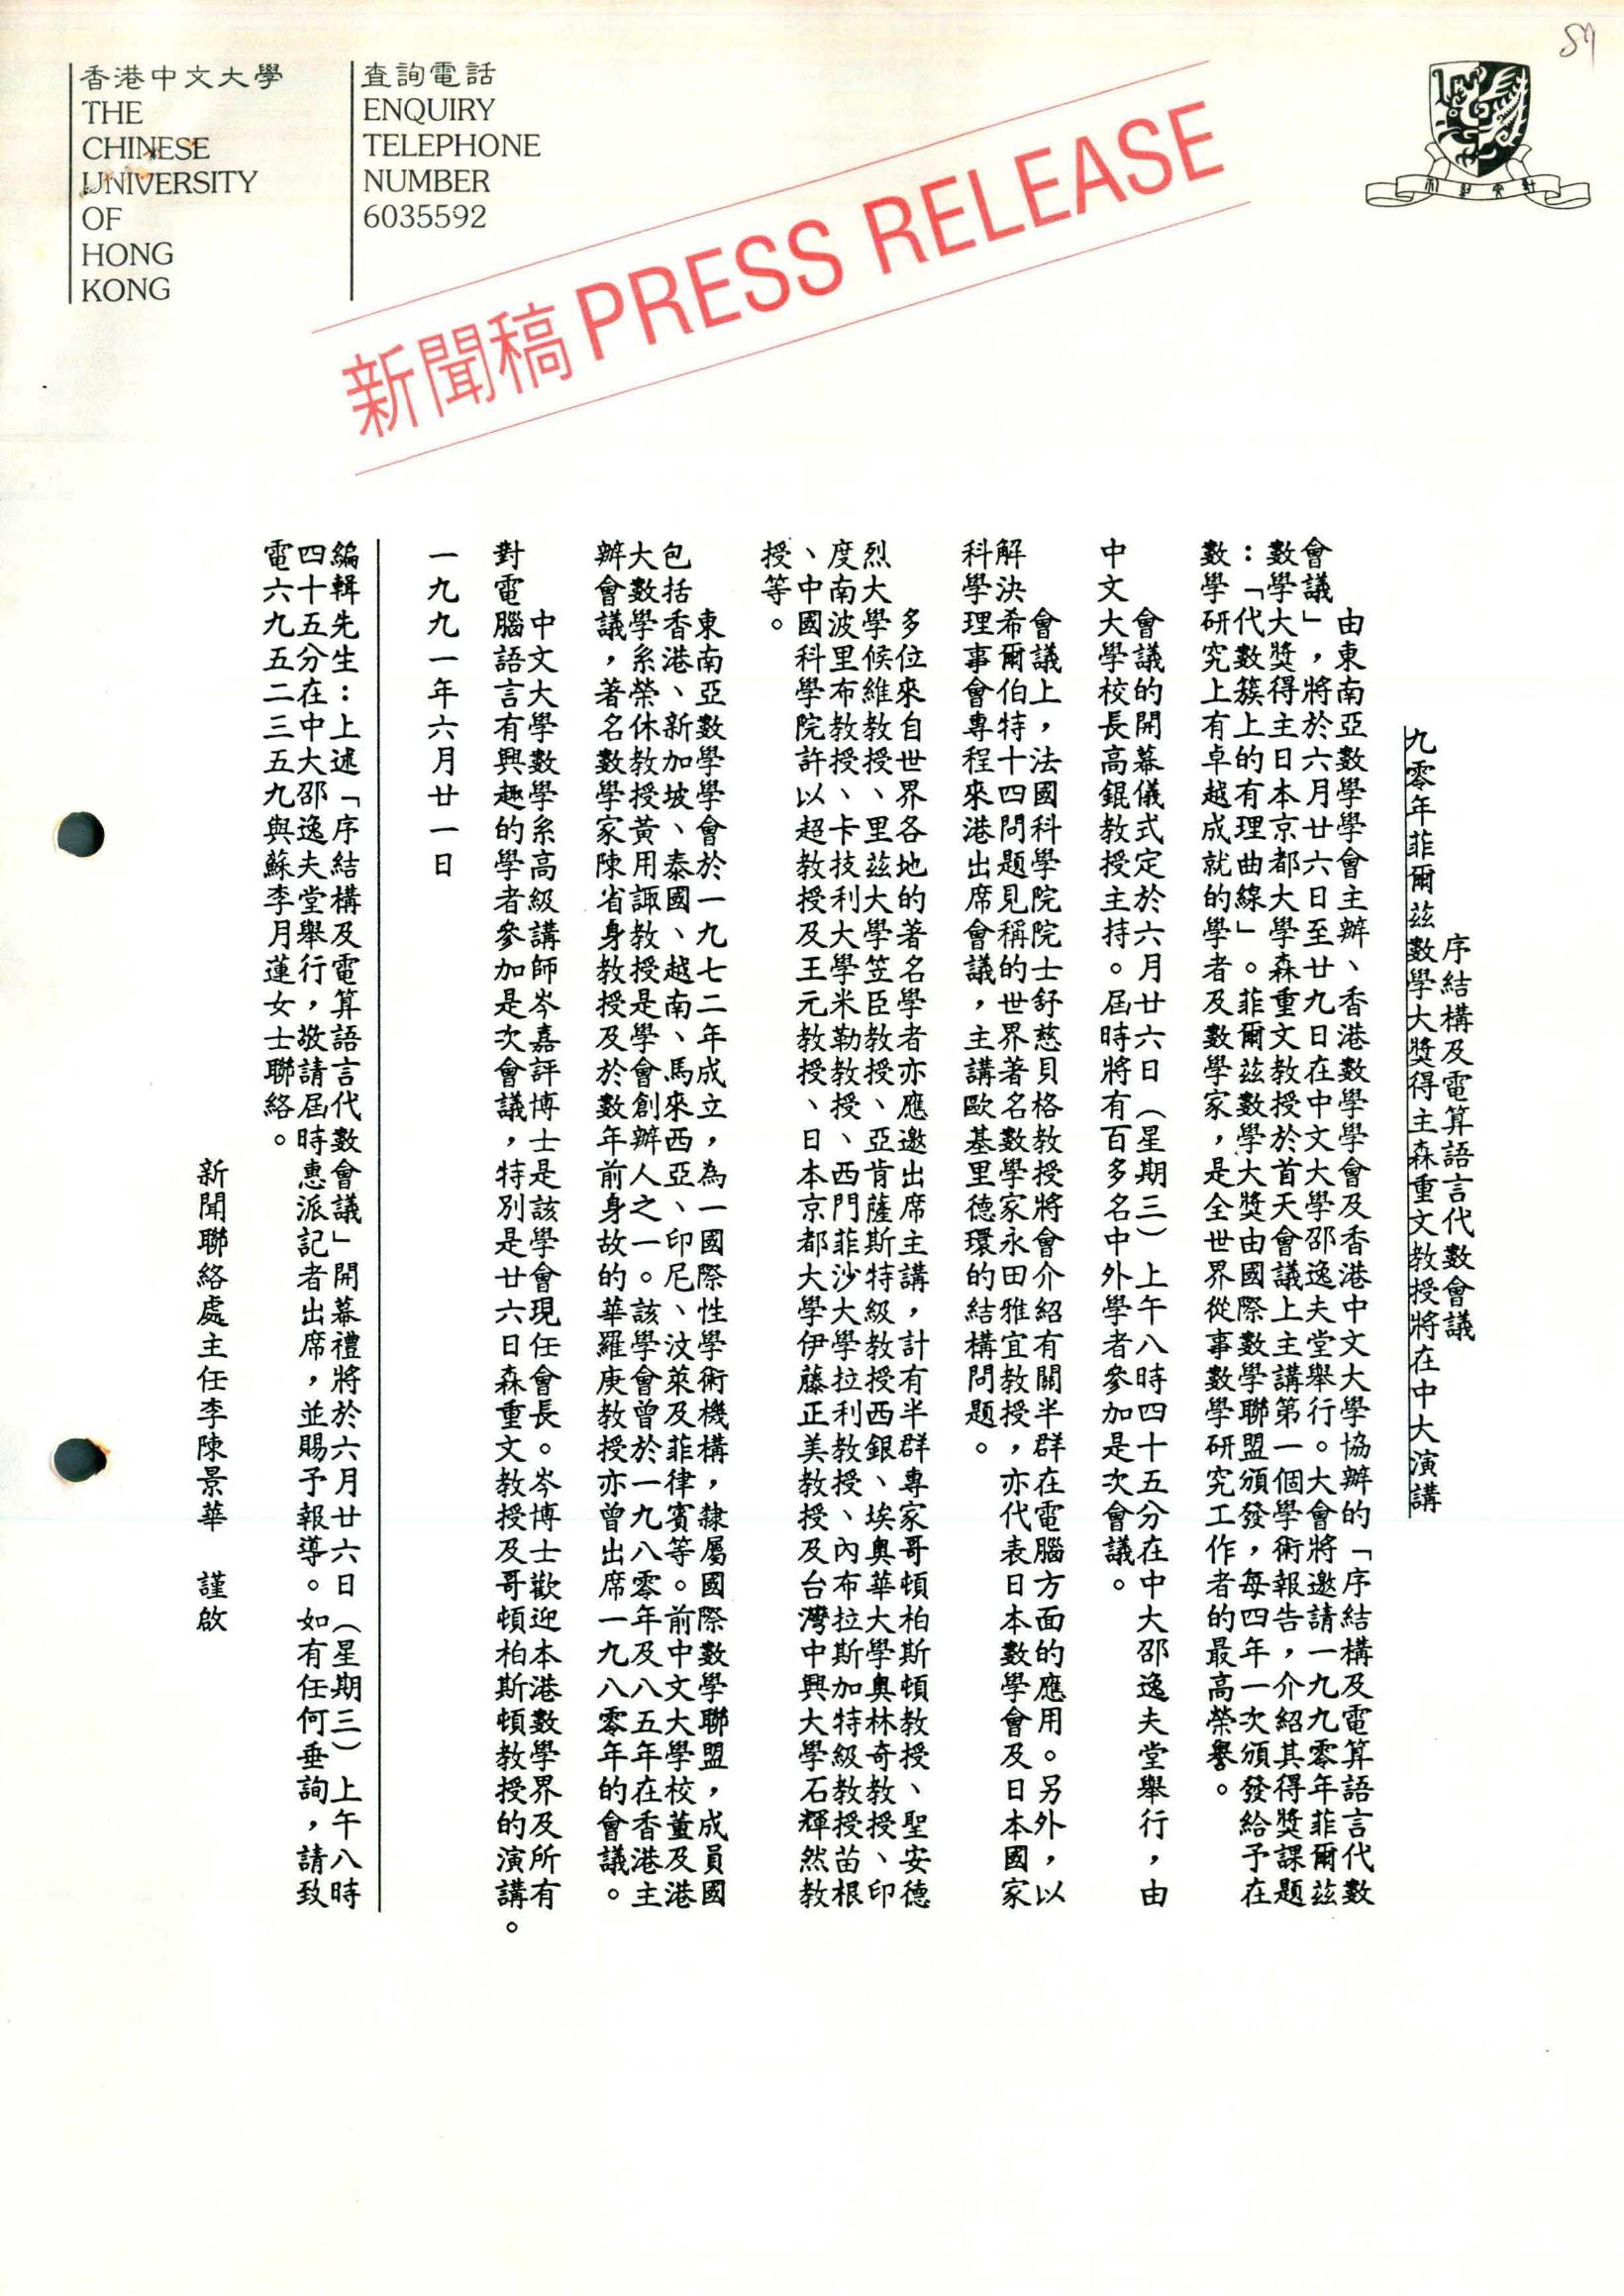 香港中文大學
THE
CHINESE
UNIVERSITY
OF
HONG
KONG
查詢電話
ENQUIRY
TELEPHONE
NUMBER
6035592
新聞稿 PRESS RELEASE
序結構及電算語言代數會議
九零年菲爾茲數學大獎得主森重文教授將在中大演講
由東南亞數學學會主辦、香港數學學會及香港中文大學協辦的「序結構及電算語言代數
會議」,將於六月廿六日至廿九日在中文大學邵逸夫堂舉行。大會將邀請一九九零年菲爾茲
數學大獎得主日本京都大學森重文教授於首天會議上主講第一個學術報告,介紹其得獎課題
:「代數簇上的有理曲線」。菲爾茲數學大獎由國際數學聯盟頒發,每四年一次頒發給予在
數學研究上有卓越成就的學者及數學家,是全世界從事數學研究工作者的最高榮譽。
會議的開幕儀式定於六月廿六日(星期三)上午八時四十五分在中大邵逸夫堂舉行,由
中文大學校長高錕教授主持。屆時將有百多名中外學者參加是次會議。
會議上,法國科學院院士舒慈貝格教授將會介紹有關半群在電腦方面的應用。另外,以
解決希爾伯特十四問題見稱的世界著名數學家永田雅宜教授,亦代表日本數學會及日本國家
科學理事會專程來港出席會議,主講歐基里德環的結構問題。
多位來自世界各地的著名學者亦應邀出席主講,計有半群專家哥頓柏斯頓教授、聖安德
烈大學候維教授、里茲大學笠臣教授、亞肯薩斯特級教授西銀、埃奧華大學奧林奇教授、印
度南波里布教授、卡技利大學米勒教授、西門菲沙大學拉利教授、內布拉斯加特級教授苗根
、中國科學院許以超教授及王元教授、日本京都大學伊藤正美教授及台灣中興大學石輝然教
授等。
東南亞數學學會於一九七二年成立,為一國際性學術機構,隸屬國際數學聯盟,成員國
包括香港、新加坡、泰國、越南、馬來西亞、印尼、汶萊及菲律賓等。前中文大學校董及港
大數學系榮休教授黃用諏教授是學會創辦人之一。該學會曾於一九八零年及八五年在香港主
辦會議,著名數學家陳省身教授及於數年前身故的華羅庚教授亦曾出席一九八零年的會議。
中文大學數學系高級講師岑嘉評博士是該學會現任會長。岑博士歡迎本港數學界及所有
對電腦語言有興趣的學者參加是次會議,特別是廿六日森重文教授及哥頓柏斯頓教授的演講。
一九九一年六月廿一日
編輯先生:上述「序結構及電算語言代數會議」開幕禮將於六月廿六日(星期三)上午八時
四十五分在中大邵逸夫堂舉行,敬請屆時惠派記者出席,並賜予報導。如有任何垂詢,請致
電六九五二三五九與蘇李月蓮女士聯絡。
新聞聯絡處主任李陳景華 謹啟